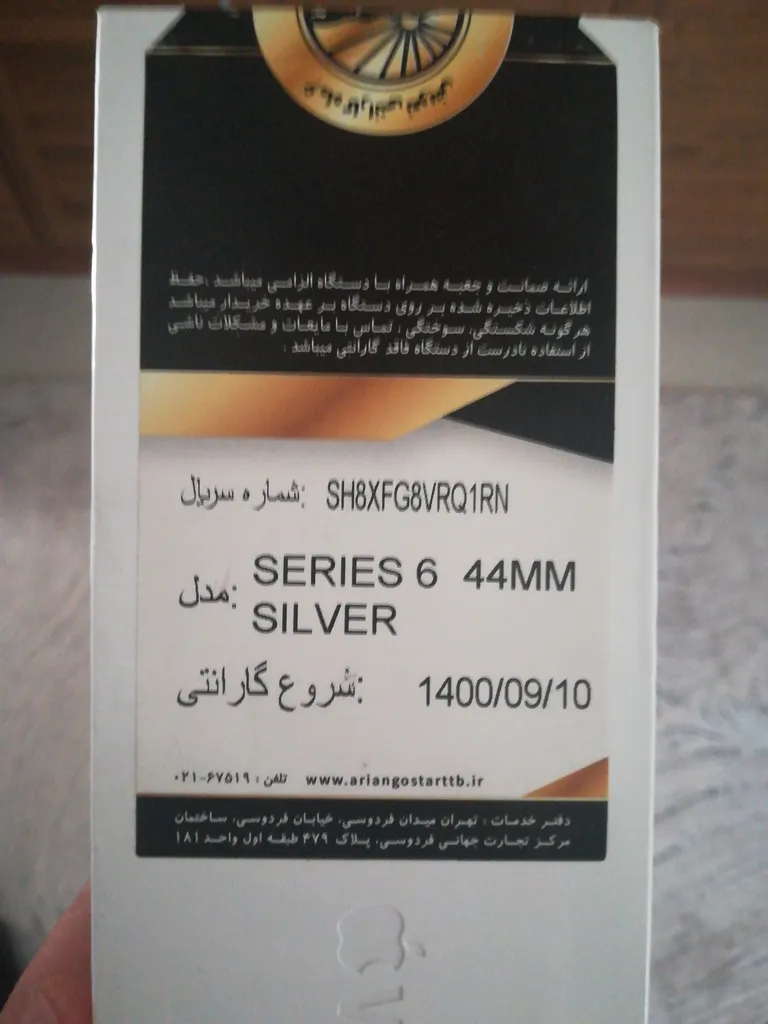 ارائه ضمانت و جعبه همراه با دستگاه الزامی میباشد .حفظ
اطلاعات ذخیره شده بر روی دستگاه بر عهده خریدار میباشد
هرگونه شکستگی، سوختگی ، تماس با مایعات و مشکلات ناشی
از استفاده نادرست از دستگاه فاقد گارانتی میباشد .
شماره سریال: SH8XFG8VRQ1RN
مدل: SERIES 6 44MM
SILVER
شروع گارانتی: 1400/09/10
تلفن : ۶۷۵۱۹-۰۲۱ www.ariangostarttb.ir
دفتر خدمات : تهران میدان فردوسی، خیابان فردوسی، ساختمان
مرکز تجارت جهانی فردوسی، پلاک ۴۷۹ طبقه اول واحد ۱۸۱